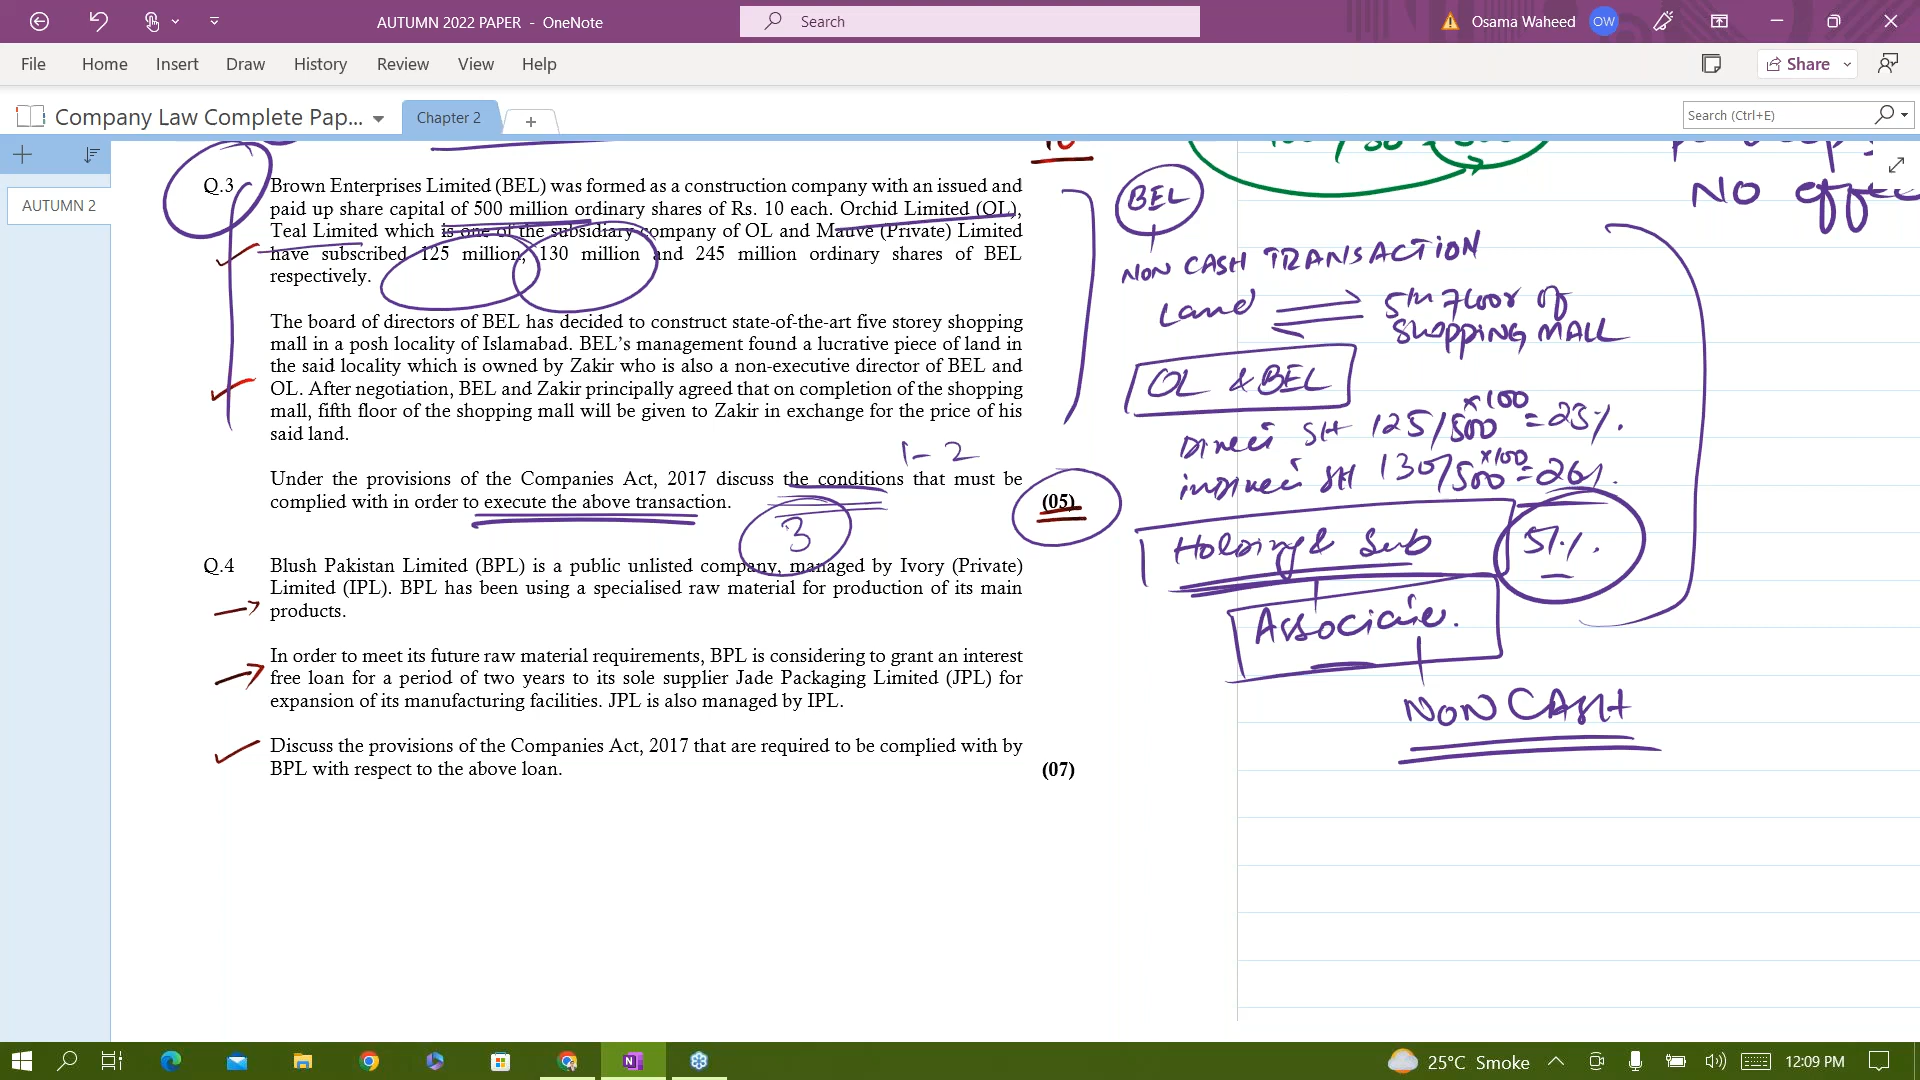 AUTUMN 2022 PAPER - OneNote
Search
Osama Waheed
OW
File Home Insert Draw History Review View Help
Share
Company Law Complete Pap...
Chapter 2
Search (Ctrl+E)
AUTUMN 2
Q.3 Brown Enterprises Limited (BEL) was formed as a construction company with an issued and
paid up share capital of 500 million ordinary shares of Rs. 10 each. Orchid Limited (OL),
Teal Limited which is one of the subsidiary company of OL and Mauve (Private) Limited
have subscribed 125 million, 130 million and 245 million ordinary shares of BEL
respectively.
The board of directors of BEL has decided to construct state-of-the-art five storey shopping
mall in a posh locality of Islamabad. BEL's management found a lucrative piece of land in
the said locality which is owned by Zakir who is also a non-executive director of BEL and
OL. After negotiation, BEL and Zakir principally agreed that on completion of the shopping
mall, fifth floor of the shopping mall will be given to Zakir in exchange for the price of his
said land.
1-2
Under the provisions of the Companies Act, 2017 discuss the conditions that must be
complied with in order to execute the above transaction. (05)
3
Q.4 Blush Pakistan Limited (BPL) is a public unlisted company, managed by Ivory (Private)
Limited (IPL). BPL has been using a specialised raw material for production of its main
products.
In order to meet its future raw material requirements, BPL is considering to grant an interest
free loan for a period of two years to its sole supplier Jade Packaging Limited (JPL) for
expansion of its manufacturing facilities. JPL is also managed by IPL.
Discuss the provisions of the Companies Act, 2017 that are required to be complied with by
BPL with respect to the above loan. (07)
NO
BEL
NON CASH TRANSACTION
Land 5th Floor of
Shopping MALL
OL & BEL
Direct SH 125/500 x100 = 25%.
indirect SH 130/500 x100 = 26%.
Holding & Sub 51%.
Associate.
NON CASH
25°C Smoke
12:09 PM